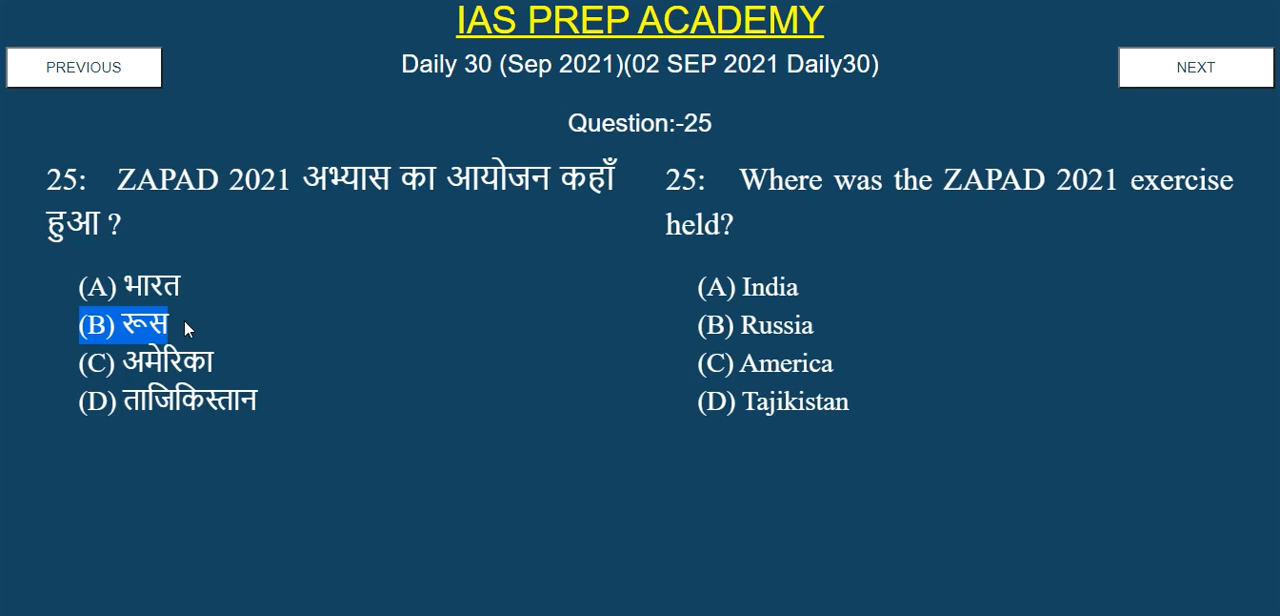 IAS PREP ACADEMY
PREVIOUS
Daily 30 (Sep 2021)(02 SEP 2021 Daily30)
NEXT
Question:-25
25: ZAPAD 2021 अभ्यास का आयोजन कहाँ
हुआ ?
(A) भारत
(B) रूस
(C) अमेरिका
(D) ताजिकिस्तान
25: Where was the ZAPAD 2021 exercise
held?
(A) India
(B) Russia
(C) America
(D) Tajikistan